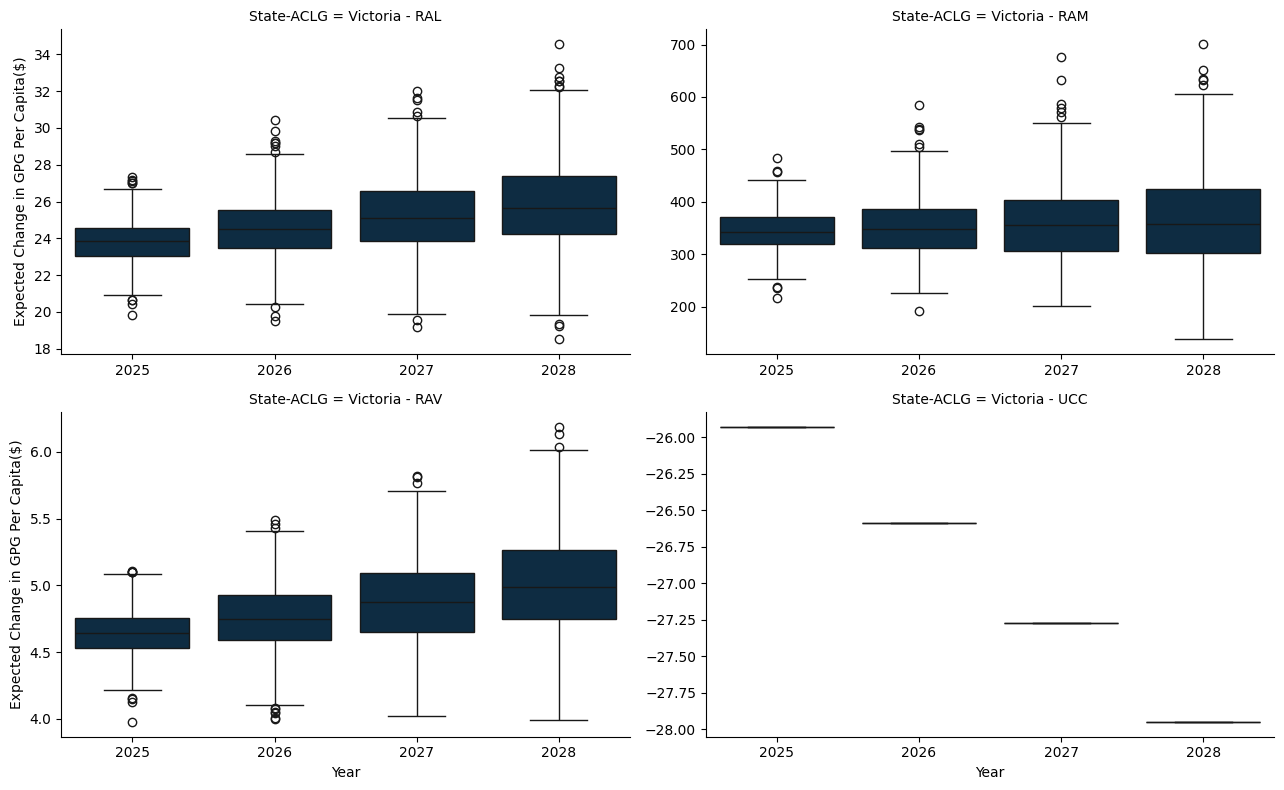 State-ACLG = Victoria - RAL
Expected Change in GPG Per Capita($)
34
32
30
28
26
24
22
20
18
2025 2026 2027 2028
State-ACLG = Victoria - RAM
700
600
500
400
300
200
2025 2026 2027 2028
State-ACLG = Victoria - RAV
Expected Change in GPG Per Capita($)
6.0
5.5
5.0
4.5
4.0
2025 2026 2027 2028
Year
State-ACLG = Victoria - UCC
−26.00
−26.25
−26.50
−26.75
−27.00
−27.25
−27.50
−27.75
−28.00
2025 2026 2027 2028
Year